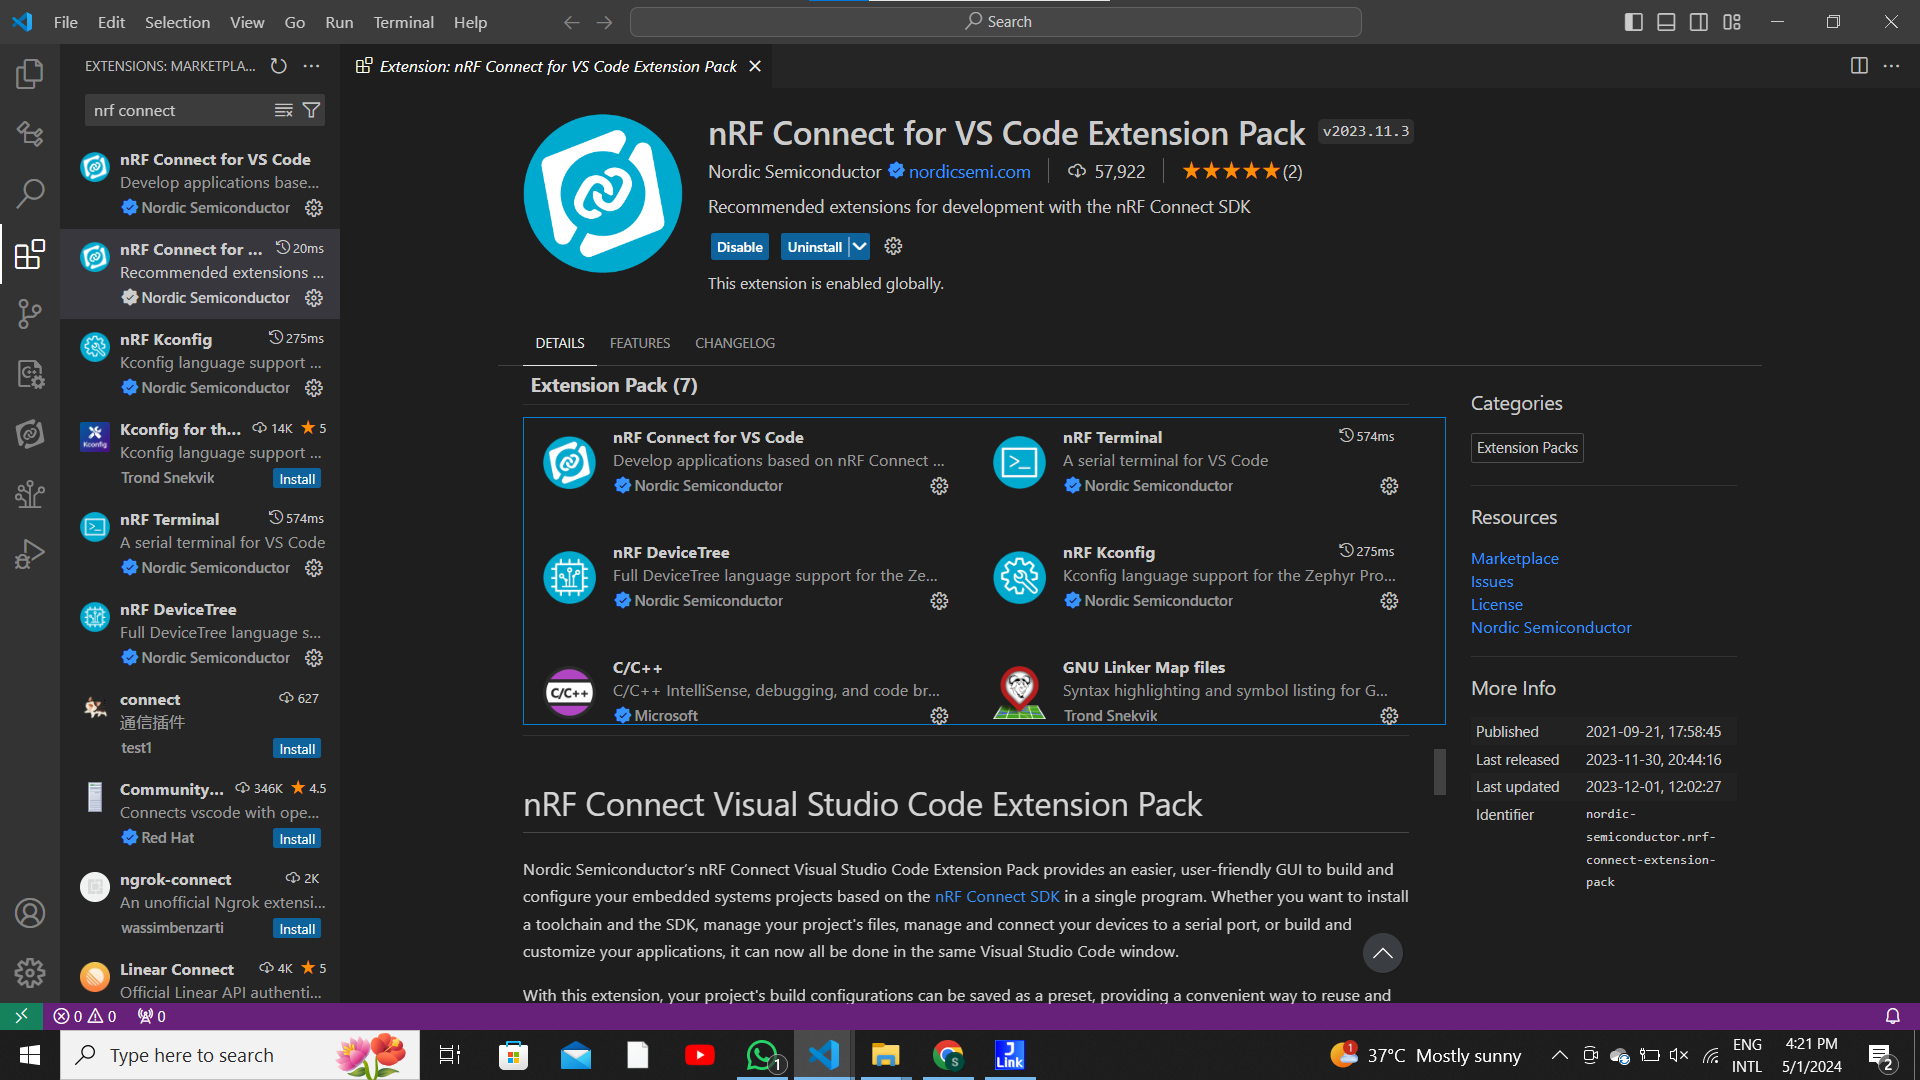 File Edit Selection View Go Run Terminal Help
Search
EXTENSIONS: MARKETPLA...
nrf connect
nRF Connect for VS Code
Develop applications base...
Nordic Semiconductor
nRF Connect for ... 20ms
Recommended extensions ...
Nordic Semiconductor
nRF Kconfig 275ms
Kconfig language support ...
Nordic Semiconductor
Kconfig
Kconfig for th... 14K 5
Kconfig language support ...
Trond Snekvik Install
nRF Terminal 574ms
A serial terminal for VS Code
Nordic Semiconductor
nRF DeviceTree
Full DeviceTree language s...
Nordic Semiconductor
connect 627
通信插件
test1 Install
Community... 346K 4.5
Connects vscode with ope...
Red Hat Install
ngrok-connect 2K
An unofficial Ngrok extensi...
wassimbenzarti Install
Linear Connect 4K 5
Official Linear API authenti...
Extension: nRF Connect for VS Code Extension Pack
nRF Connect for VS Code Extension Pack v2023.11.3
Nordic Semiconductor nordicsemi.com 57,922 (2)
Recommended extensions for development with the nRF Connect SDK
Disable Uninstall
This extension is enabled globally.
DETAILS FEATURES CHANGELOG
Extension Pack (7)
nRF Connect for VS Code
Develop applications based on nRF Connect ...
Nordic Semiconductor
nRF Terminal 574ms
A serial terminal for VS Code
Nordic Semiconductor
nRF DeviceTree
Full DeviceTree language support for the Ze...
Nordic Semiconductor
nRF Kconfig 275ms
Kconfig language support for the Zephyr Pro...
Nordic Semiconductor
C/C++
C/C++
C/C++ IntelliSense, debugging, and code br...
Microsoft
GNU Linker Map files
Syntax highlighting and symbol listing for G...
Trond Snekvik
nRF Connect Visual Studio Code Extension Pack
Nordic Semiconductor's nRF Connect Visual Studio Code Extension Pack provides an easier, user-friendly GUI to build and
configure your embedded systems projects based on the nRF Connect SDK in a single program. Whether you want to install
a toolchain and the SDK, manage your project's files, manage and connect your devices to a serial port, or build and
customize your applications, it can now all be done in the same Visual Studio Code window.
With this extension, your project's build configurations can be saved as a preset, providing a convenient way to reuse and
Categories
Extension Packs
Resources
Marketplace
Issues
License
Nordic Semiconductor
More Info
Published 2021-09-21, 17:58:45
Last released 2023-11-30, 20:44:16
Last updated 2023-12-01, 12:02:27
Identifier nordic-
semiconductor.nrf-
connect-extension-
pack
0 0 0
Type here to search
1
S
J
Link
1
37°C Mostly sunny
ENG
INTL
4:21 PM
5/1/2024
2